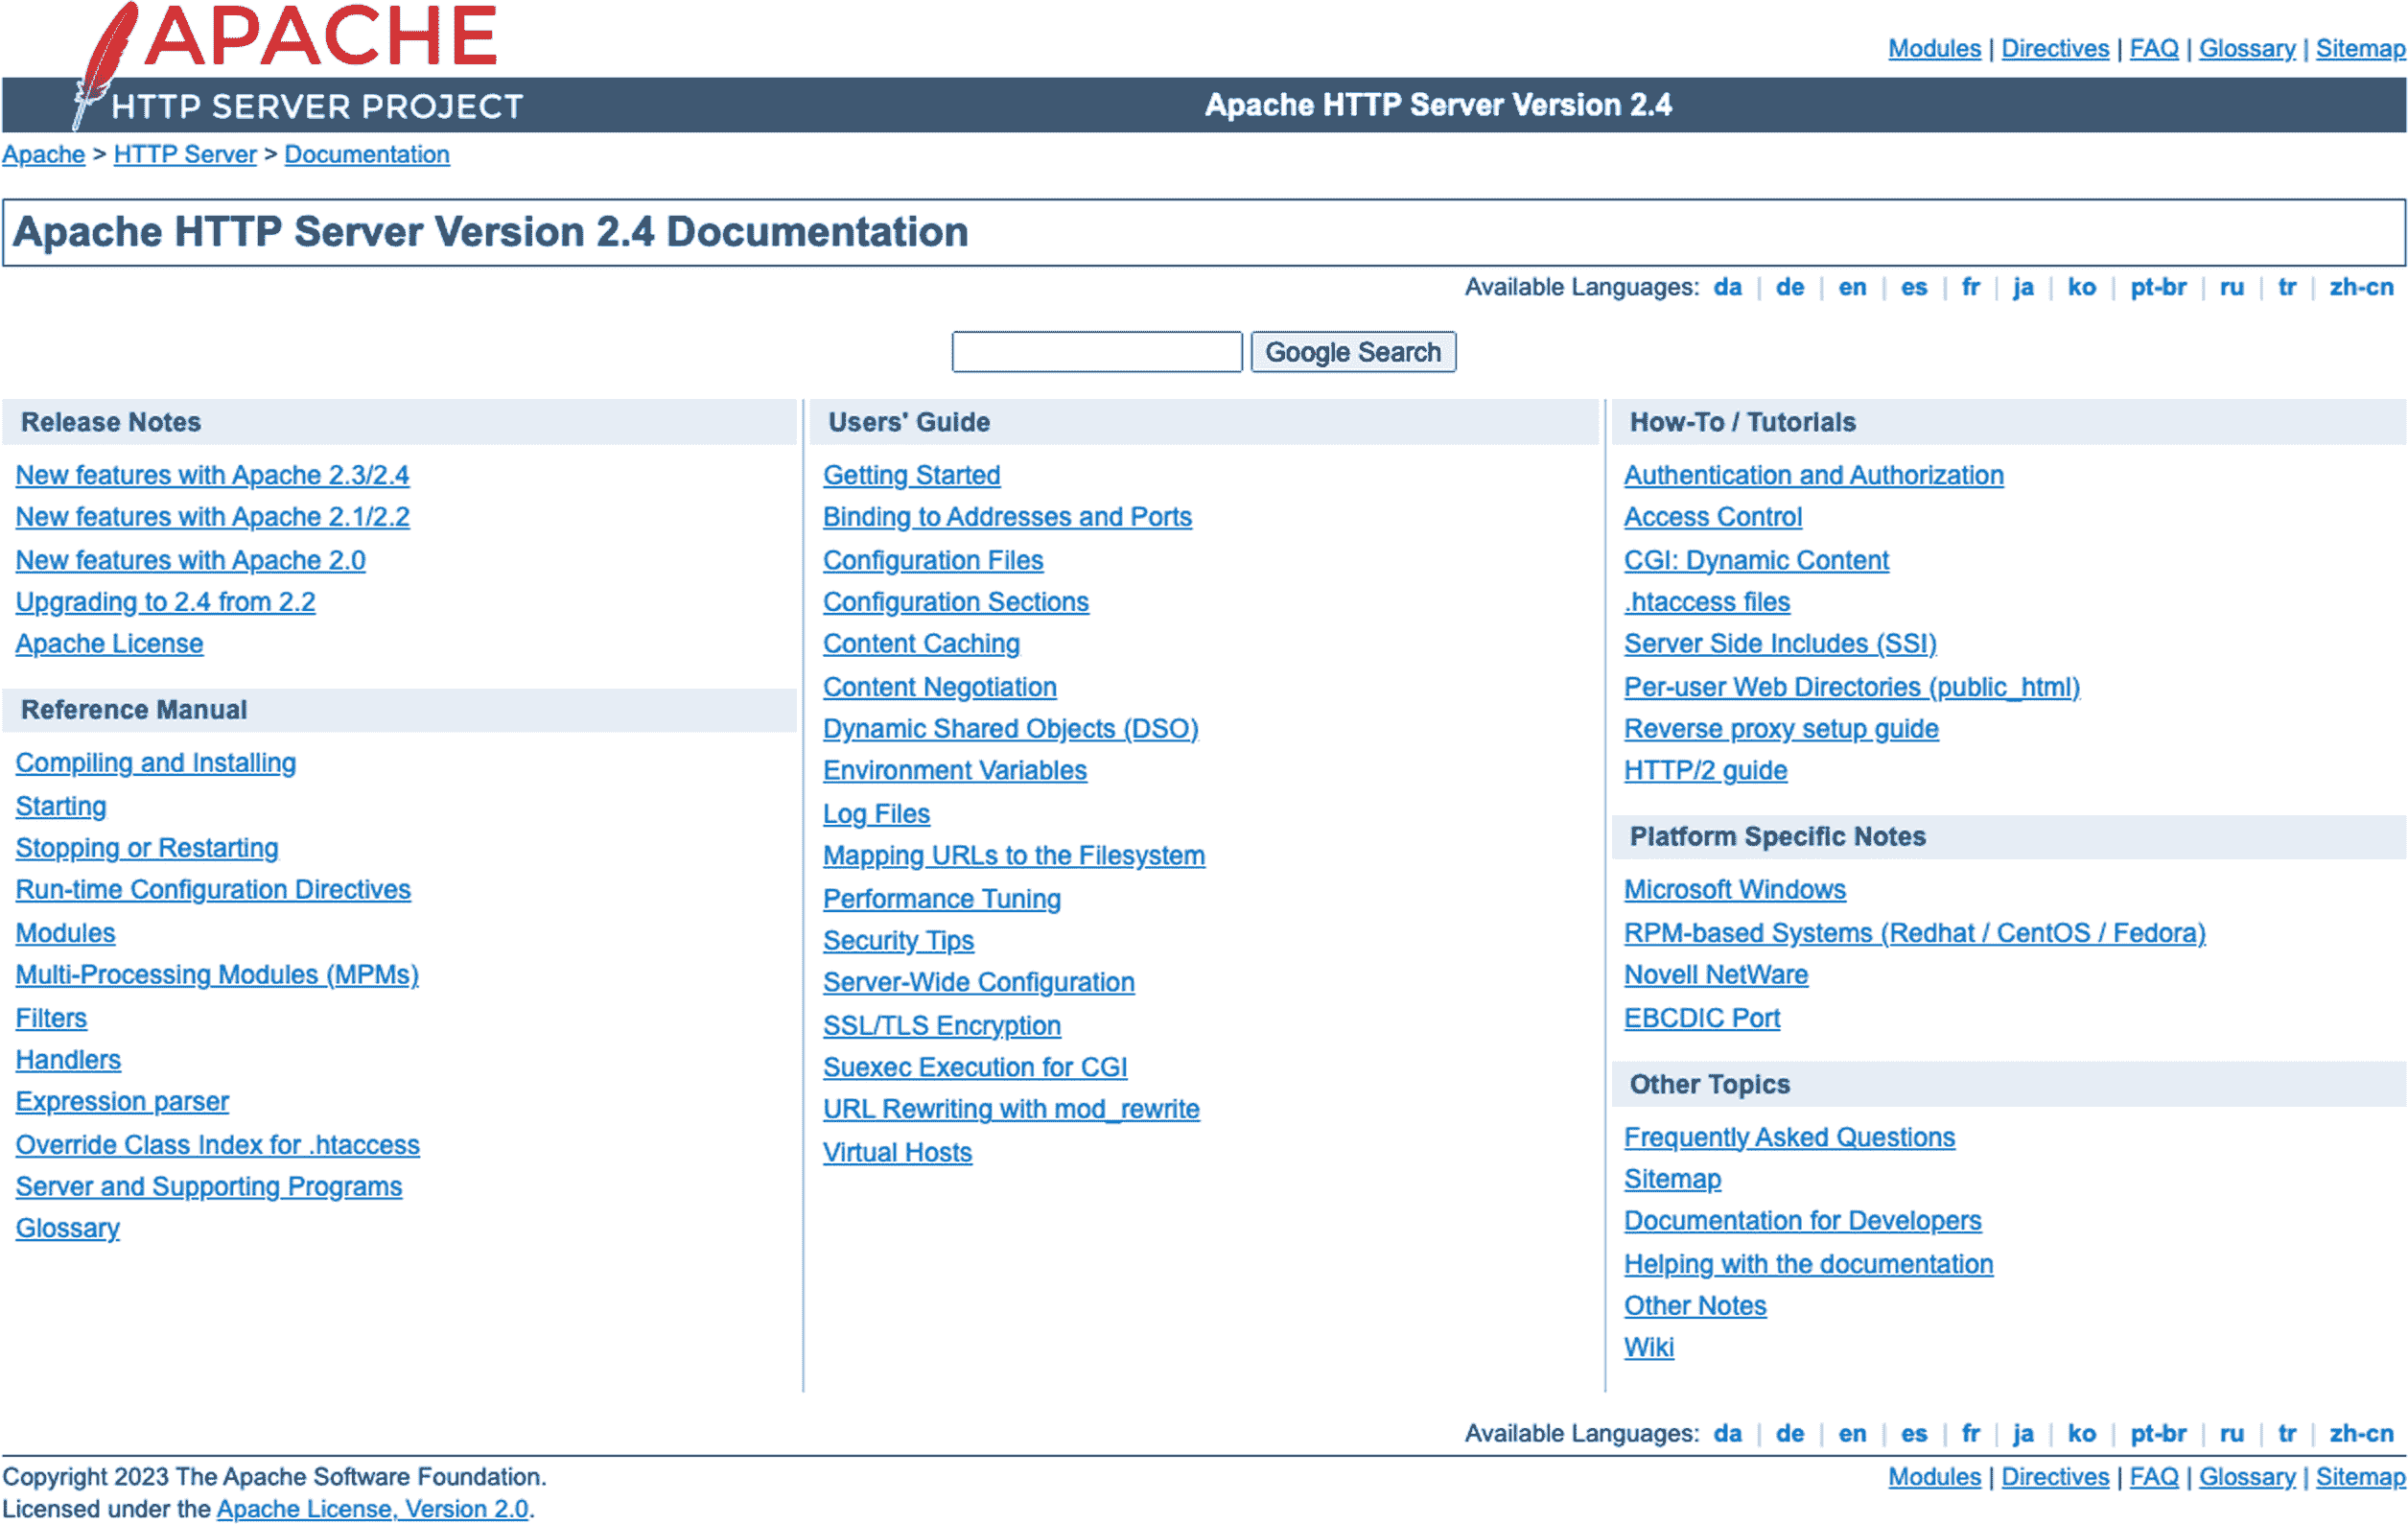 APACHE
HTTP SERVER PROJECT
Modules | Directives | FAQ | Glossary | Sitemap
Apache HTTP Server Version 2.4
Apache > HTTP Server > Documentation
Apache HTTP Server Version 2.4 Documentation
Available Languages: da | de | en | es | fr | ja | ko | pt-br | ru | tr | zh-cn
Google Search
Release Notes
New features with Apache 2.3/2.4
New features with Apache 2.1/2.2
New features with Apache 2.0
Upgrading to 2.4 from 2.2
Apache License
Reference Manual
Compiling and Installing
Starting
Stopping or Restarting
Run-time Configuration Directives
Modules
Multi-Processing Modules (MPMs)
Filters
Handlers
Expression parser
Override Class Index for .htaccess
Server and Supporting Programs
Glossary
Users' Guide
Getting Started
Binding to Addresses and Ports
Configuration Files
Configuration Sections
Content Caching
Content Negotiation
Dynamic Shared Objects (DSO)
Environment Variables
Log Files
Mapping URLs to the Filesystem
Performance Tuning
Security Tips
Server-Wide Configuration
SSL/TLS Encryption
Suexec Execution for CGI
URL Rewriting with mod_rewrite
Virtual Hosts
How-To / Tutorials
Authentication and Authorization
Access Control
CGI: Dynamic Content
.htaccess files
Server Side Includes (SSI)
Per-user Web Directories (public_html)
Reverse proxy setup guide
HTTP/2 guide
Platform Specific Notes
Microsoft Windows
RPM-based Systems (Redhat / CentOS / Fedora)
Novell NetWare
EBCDIC Port
Other Topics
Frequently Asked Questions
Sitemap
Documentation for Developers
Helping with the documentation
Other Notes
Wiki
Available Languages: da | de | en | es | fr | ja | ko | pt-br | ru | tr | zh-cn
Copyright 2023 The Apache Software Foundation.
Licensed under the Apache License, Version 2.0.
Modules | Directives | FAQ | Glossary | Sitemap